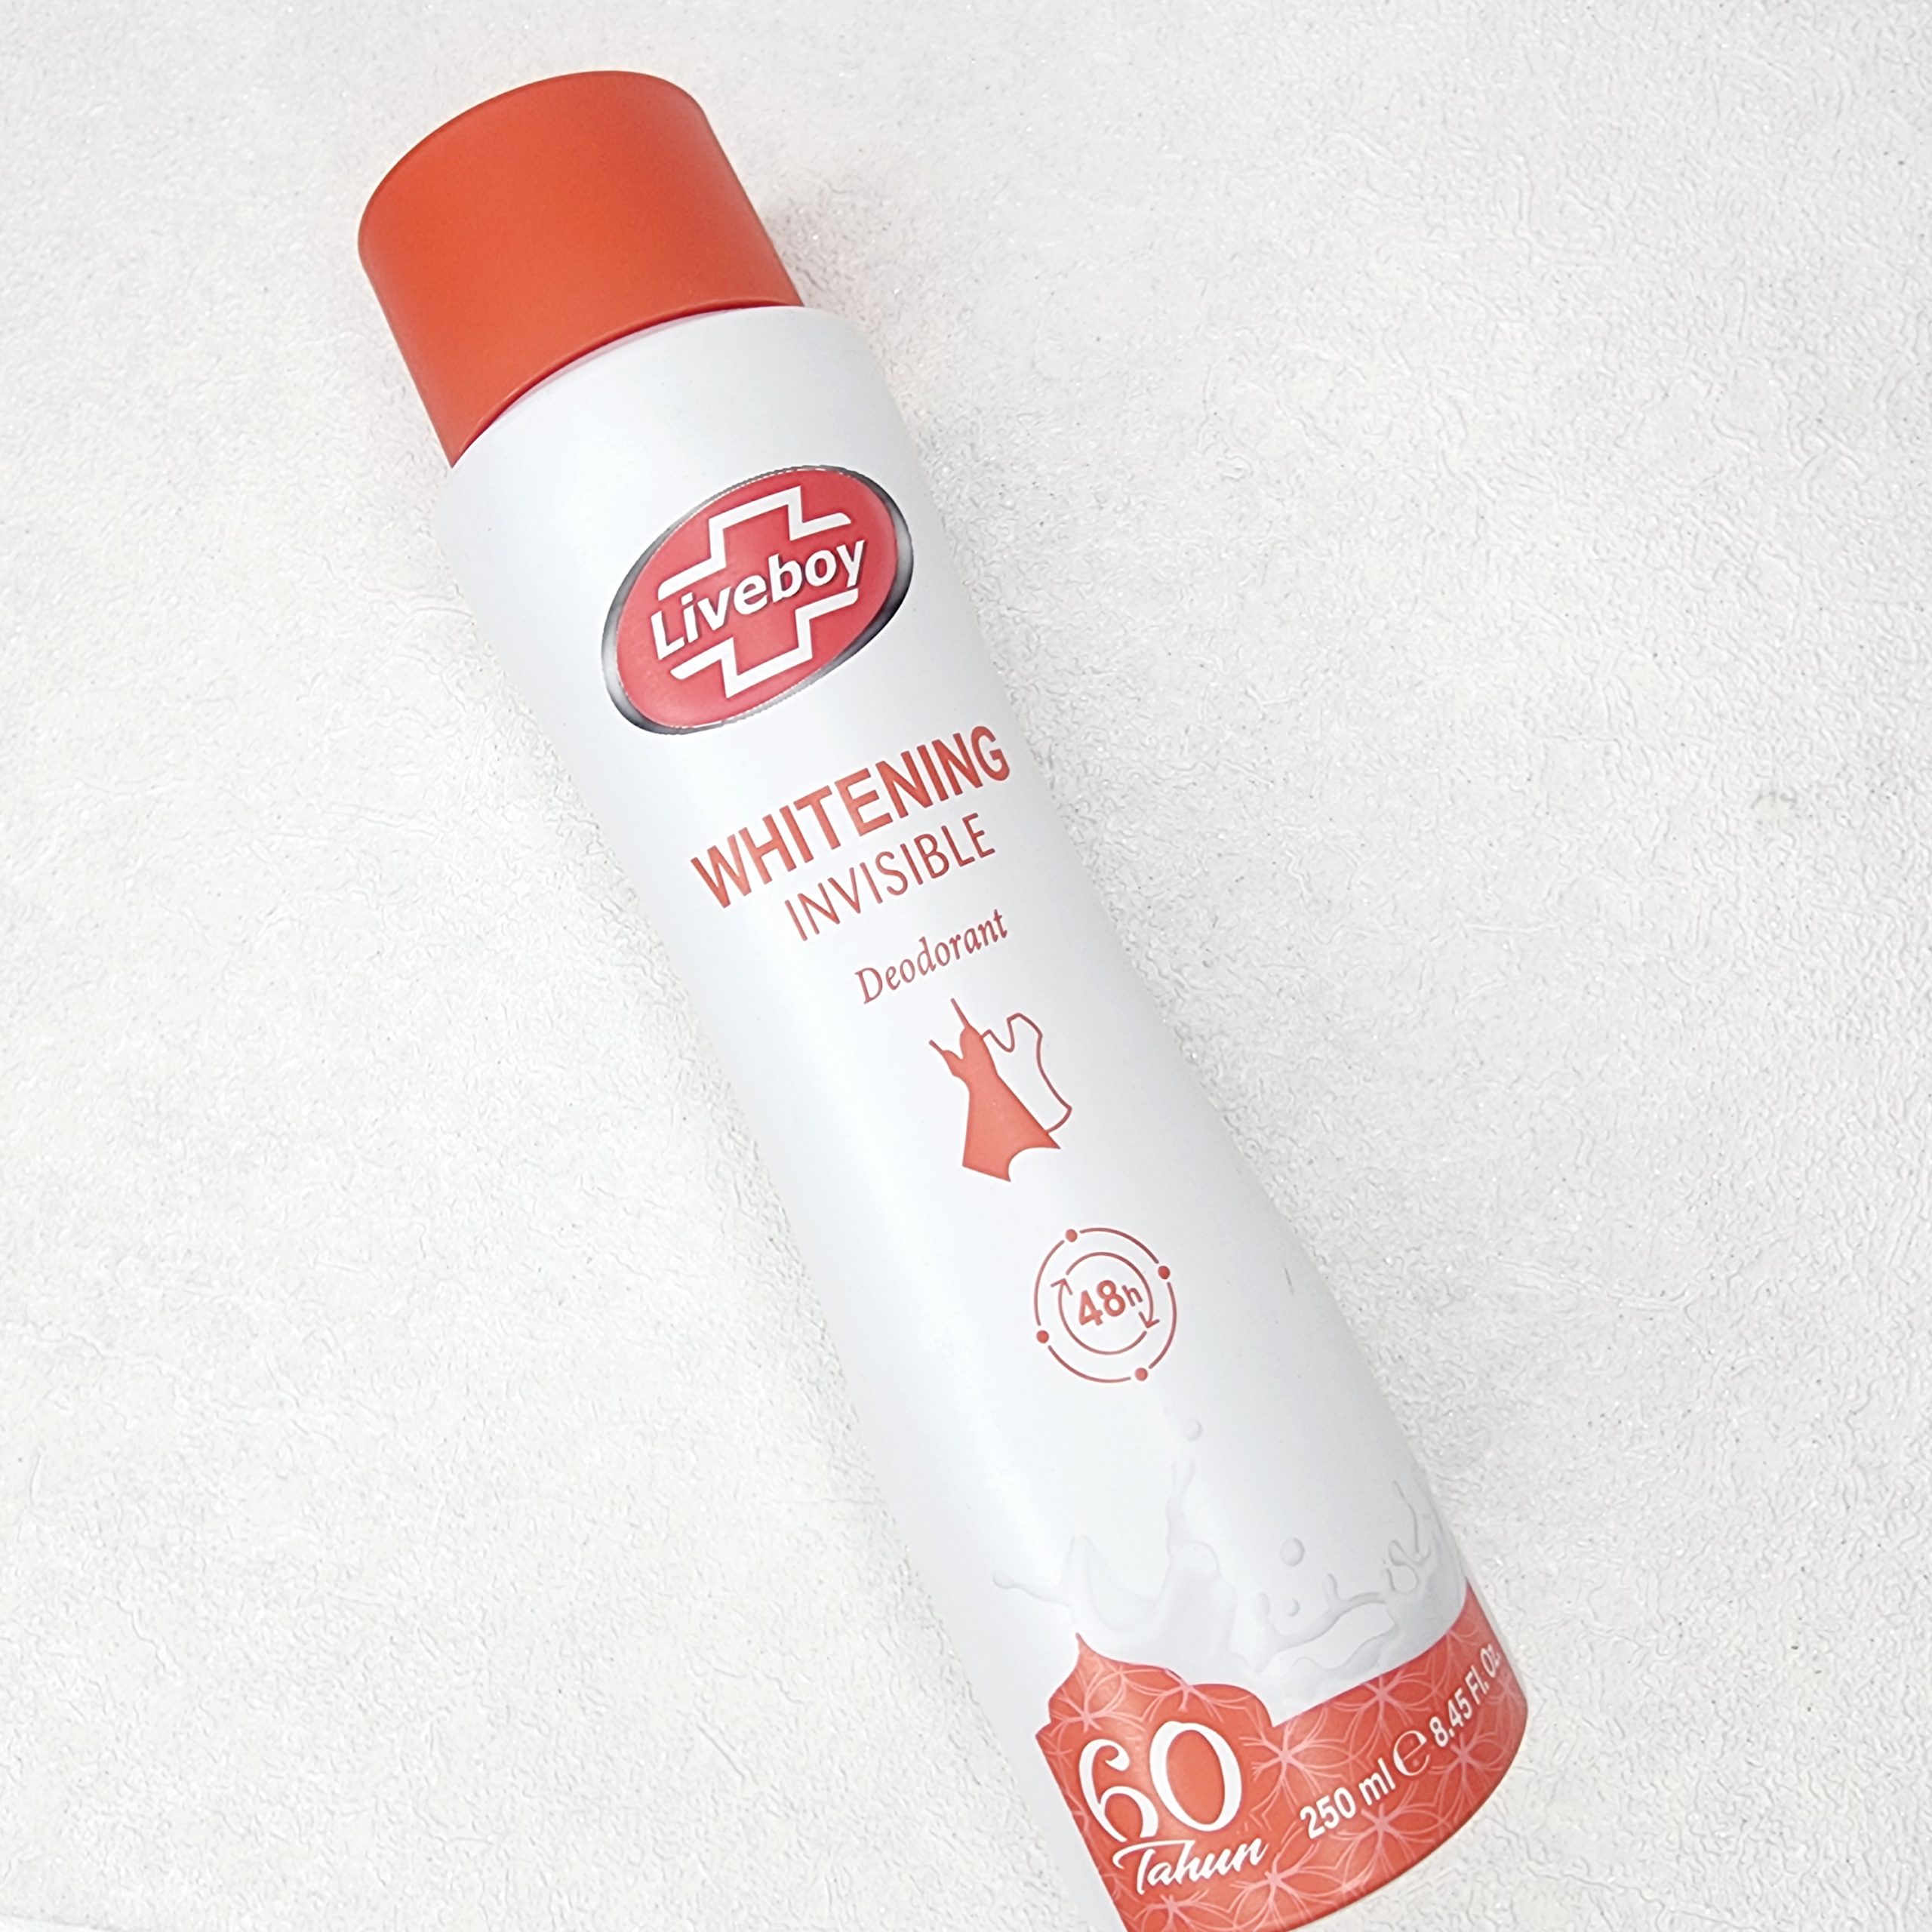 Liveboy
WHITENING
INVISIBLE
Deodorant
48h
60
Tahun
250 ml ℮ 8.45 Fl. Oz.